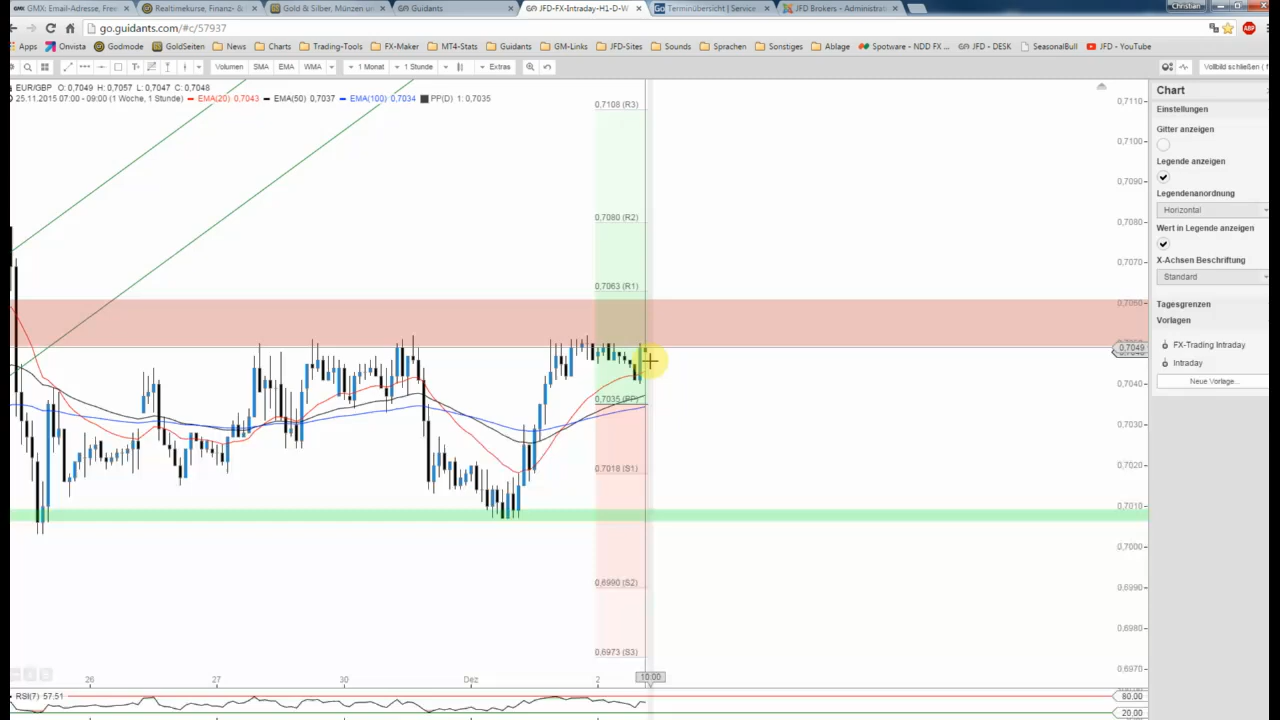 GMX: Email-Adresse, Free
Realtimekurse, Finanz- &
Gold & Silber, Münzen un
Guidants
JFD-FX-Intraday-H1-D-W
Terminübersicht | Service
JFD Brokers - Administrat
Christian
go.guidants.com/#c/57937
Apps
Onvista
Godmode
GoldSeiten
News
Charts
Trading-Tools
FX-Maker
MT4-Stats
Guidants
GM-Links
JFD-Sites
Sounds
Sprachen
Sonstiges
Ablage
Spotware - NDD FX ...
JFD - DESK
SeasonalBull
JFD - YouTube
Volumen
SMA
EMA
WMA
1 Monat
1 Stunde
Extras
Vollbild schließen (
EUR/GBP O: 0,7049 H: 0,7057 L: 0,7047 C: 0,7048
25.11.2015 07:00 - 09:00 (1 Woche, 1 Stunde) EMA(20) 0,7043 EMA(50) 0,7037 EMA(100) 0,7034 PP(D) 1: 0,7035
0,7108 (R3)
0,7080 (R2)
0,7063 (R1)
0,7035 (PP)
0,7018 (S1)
0,6990 (S2)
0,6973 (S3)
0,7110
0,7100
0,7090
0,7080
0,7070
0,7060
0,7049
0,7040
0,7030
0,7020
0,7010
0,7000
0,6990
0,6980
0,6970
26
27
30
Dez
2
10:00
RSI(7) 57.51
80,00
20,00
Chart
Einstellungen
Gitter anzeigen
Legende anzeigen
Legendenanordnung
Horizontal
Wert in Legende anzeigen
X-Achsen Beschriftung
Standard
Tagesgrenzen
Vorlagen
FX-Trading Intraday
Intraday
Neue Vorlage...